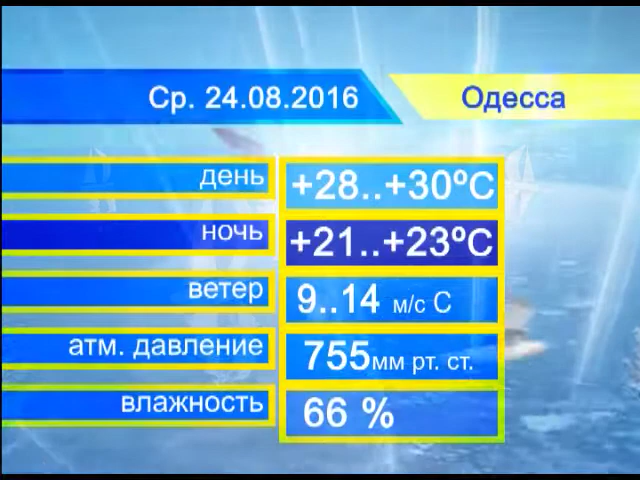 Ср. 24.08.2016 Одесса
день +28..+30ºC
ночь +21..+23ºC
ветер 9..14 м/с С
атм. давление 755мм рт. ст.
влажность 66 %